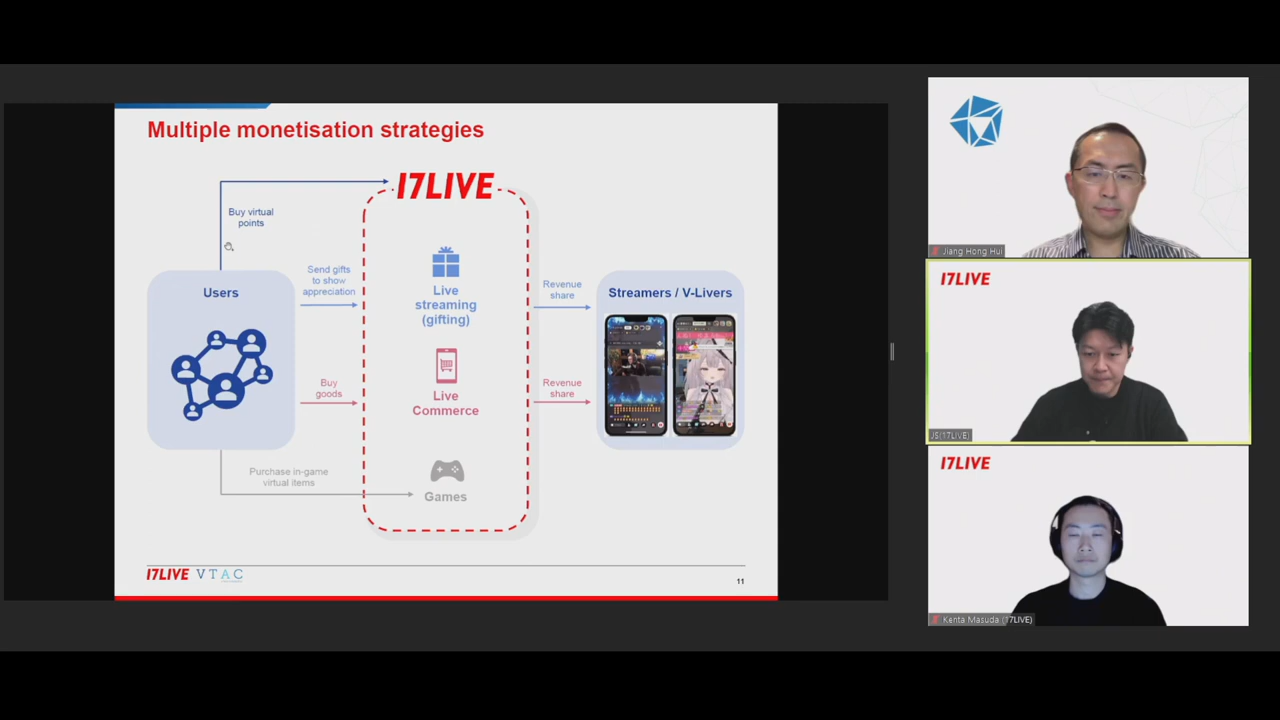 Multiple monetisation strategies
17LIVE
Buy virtual
points
Send gifts
to show
appreciation
Users
Live
streaming
(gifting)
Revenue
share
Streamers / V-Livers
Buy
goods
Live
Commerce
Revenue
share
Purchase in-game
virtual items
Games
17LIVE VTAC
11
Jiang Hong Hui
17LIVE
JS(17LIVE)
17LIVE
Kenta Masuda (17LIVE)